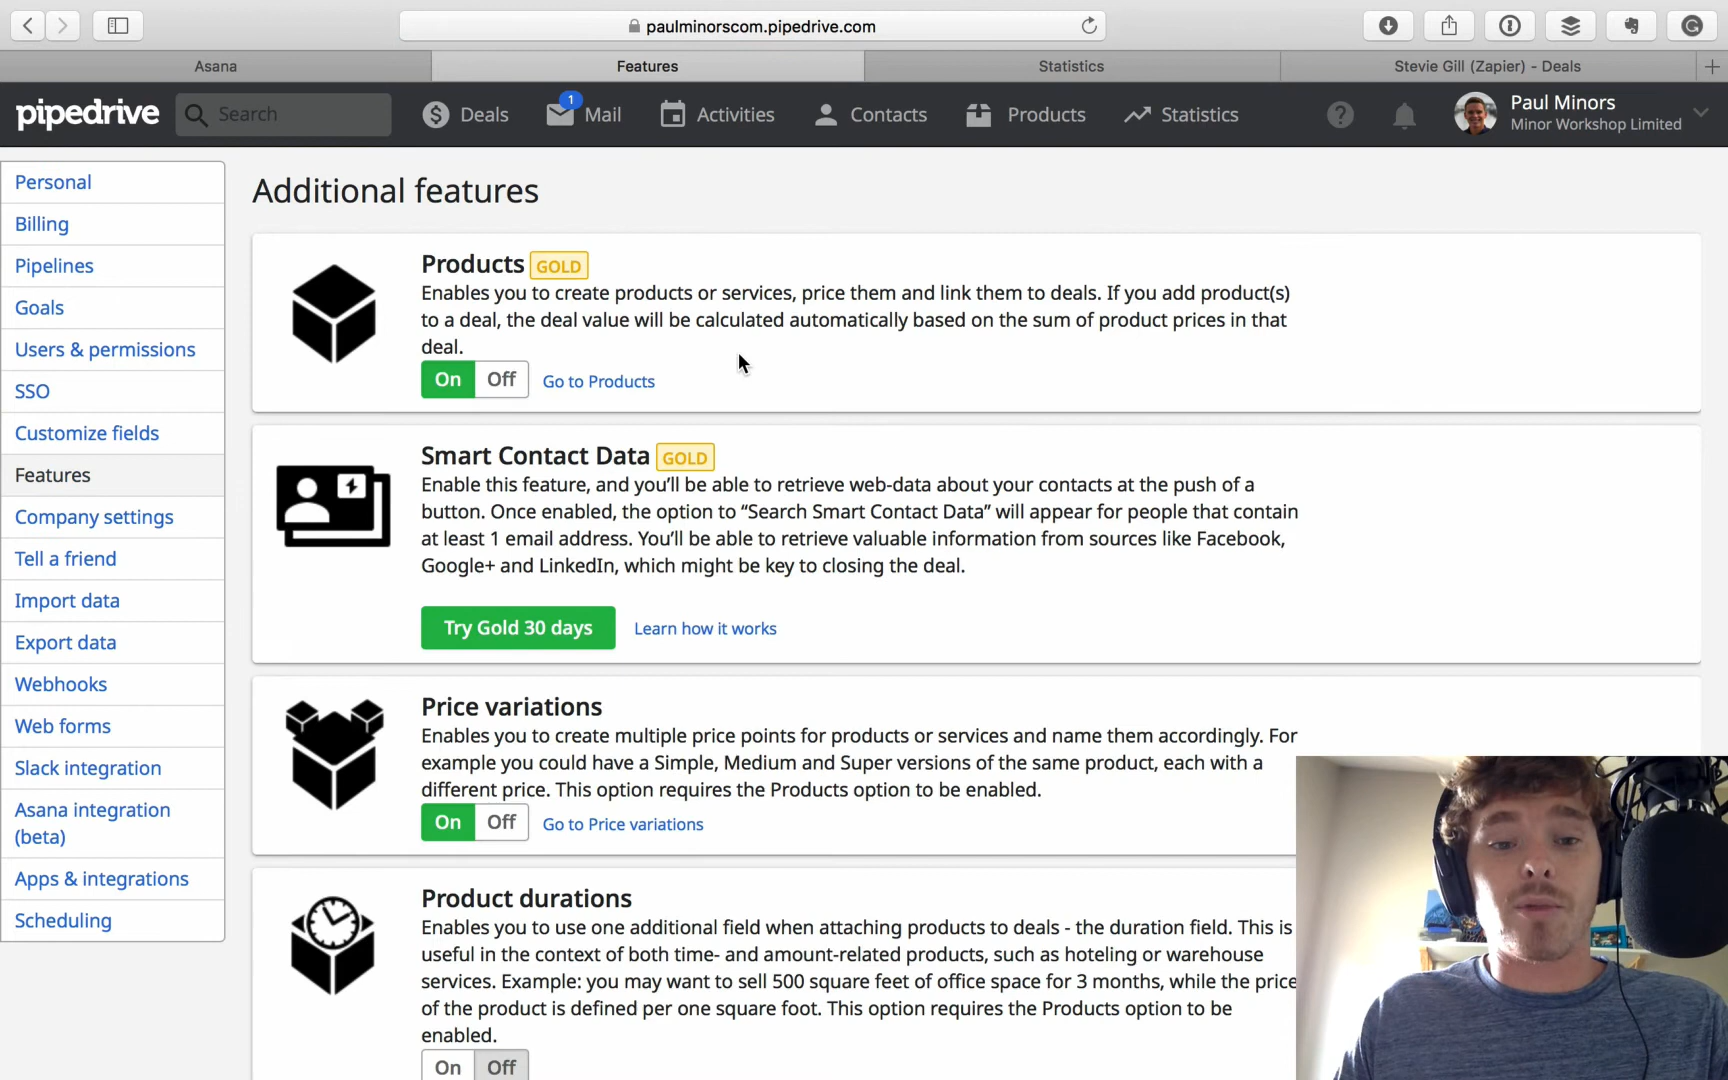 paulminorscom.pipedrive.com
Asana
Features
Statistics
Stevie Gill (Zapier) - Deals
pipedrive
Search
Deals
1
Mail
Activities
Contacts
Products
Statistics
Paul Minors
Minor Workshop Limited
Personal
Billing
Pipelines
Goals
Users & permissions
SSO
Customize fields
Features
Company settings
Tell a friend
Import data
Export data
Webhooks
Web forms
Slack integration
Asana integration
(beta)
Apps & integrations
Scheduling
Additional features
Products GOLD
Enables you to create products or services, price them and link them to deals. If you add product(s)
to a deal, the deal value will be calculated automatically based on the sum of product prices in that
deal.
On Off Go to Products
Smart Contact Data GOLD
Enable this feature, and you'll be able to retrieve web-data about your contacts at the push of a
button. Once enabled, the option to “Search Smart Contact Data” will appear for people that contain
at least 1 email address. You'll be able to retrieve valuable information from sources like Facebook,
Google+ and LinkedIn, which might be key to closing the deal.
Try Gold 30 days Learn how it works
Price variations
Enables you to create multiple price points for products or services and name them accordingly. For
example you could have a Simple, Medium and Super versions of the same product, each with a
different price. This option requires the Products option to be enabled.
On Off Go to Price variations
Product durations
Enables you to use one additional field when attaching products to deals - the duration field. This is
useful in the context of both time- and amount-related products, such as hoteling or warehouse
services. Example: you may want to sell 500 square feet of office space for 3 months, while the price
of the product is defined per one square foot. This option requires the Products option to be
enabled.
On Off